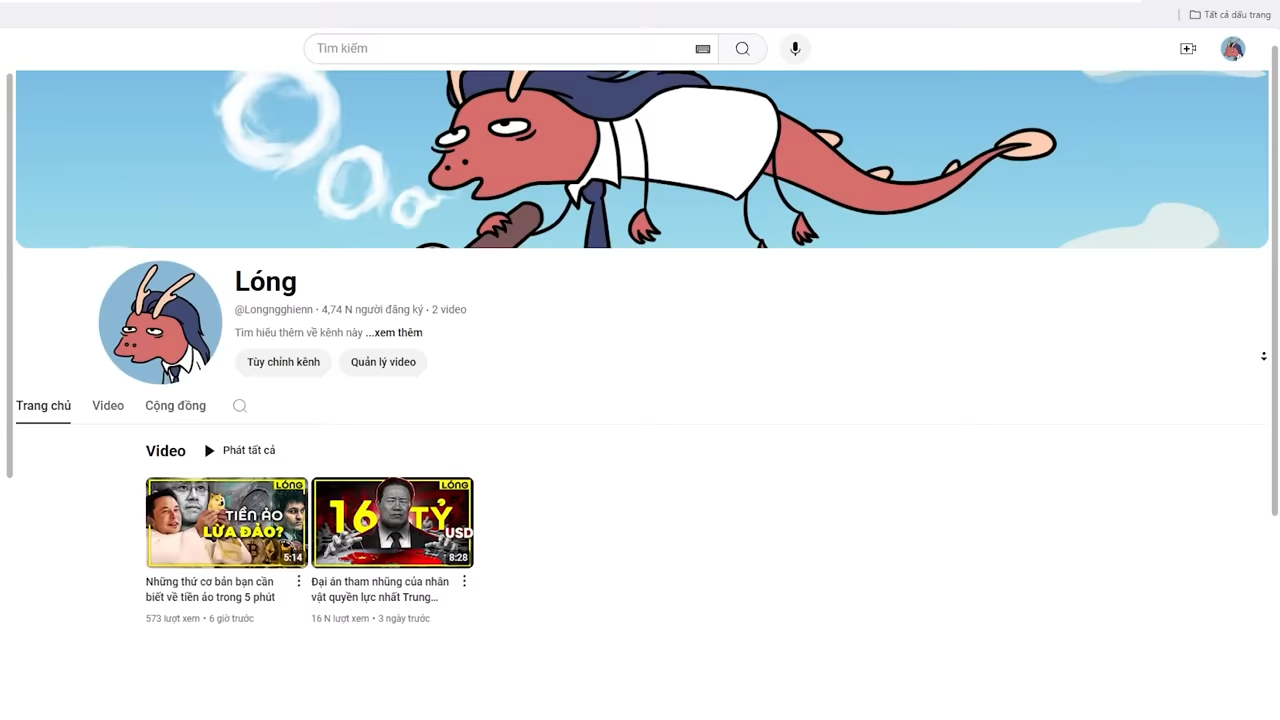 Tất cả dấu trang
Tìm kiếm
Lóng
@Longngghienn · 4,74 N người đăng ký · 2 video
Tìm hiểu thêm về kênh này ...xem thêm
Tùy chỉnh kênh
Quản lý video
Trang chủ
Video
Cộng đồng
Video
Phát tất cả
LÓNG
TIỀN ẢO
LỪA ĐẢO?
5:14
LÓNG
16 TỶ
USD
8:28
Những thứ cơ bản bạn cần
biết về tiền ảo trong 5 phút
573 lượt xem • 6 giờ trước
Đại án tham nhũng của nhân
vật quyền lực nhất Trung...
16 N lượt xem • 3 ngày trước